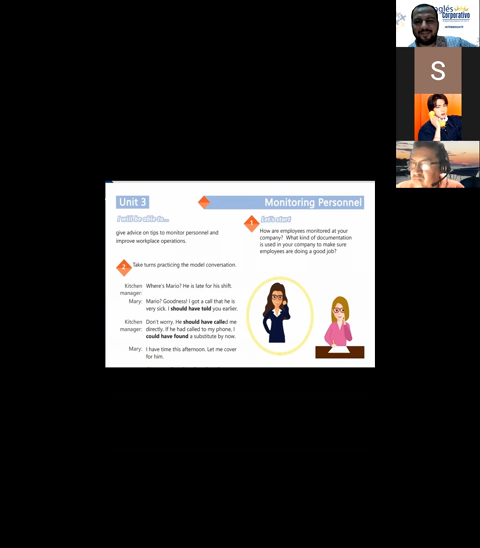 Inglés
Corporativo
S
Unit 3
Monitoring Personnel
I will be able to...
give advice on tips to monitor personnel and
improve workplace operations.
1
Let's start
How are employees monitored at your
company? What kind of documentation
is used in your company to make sure
employees are doing a good job?
2
Take turns practicing the model conversation.
Kitchen manager: Where's Mario? He is late for his shift.
Mary: Mario? Goodness! I got a call that he is
very sick. I should have told you earlier.
Kitchen manager: Don't worry. He should have called me
directly. If he had called to my phone, I
could have found a substitute by now.
Mary: I have time this afternoon. Let me cover
for him.